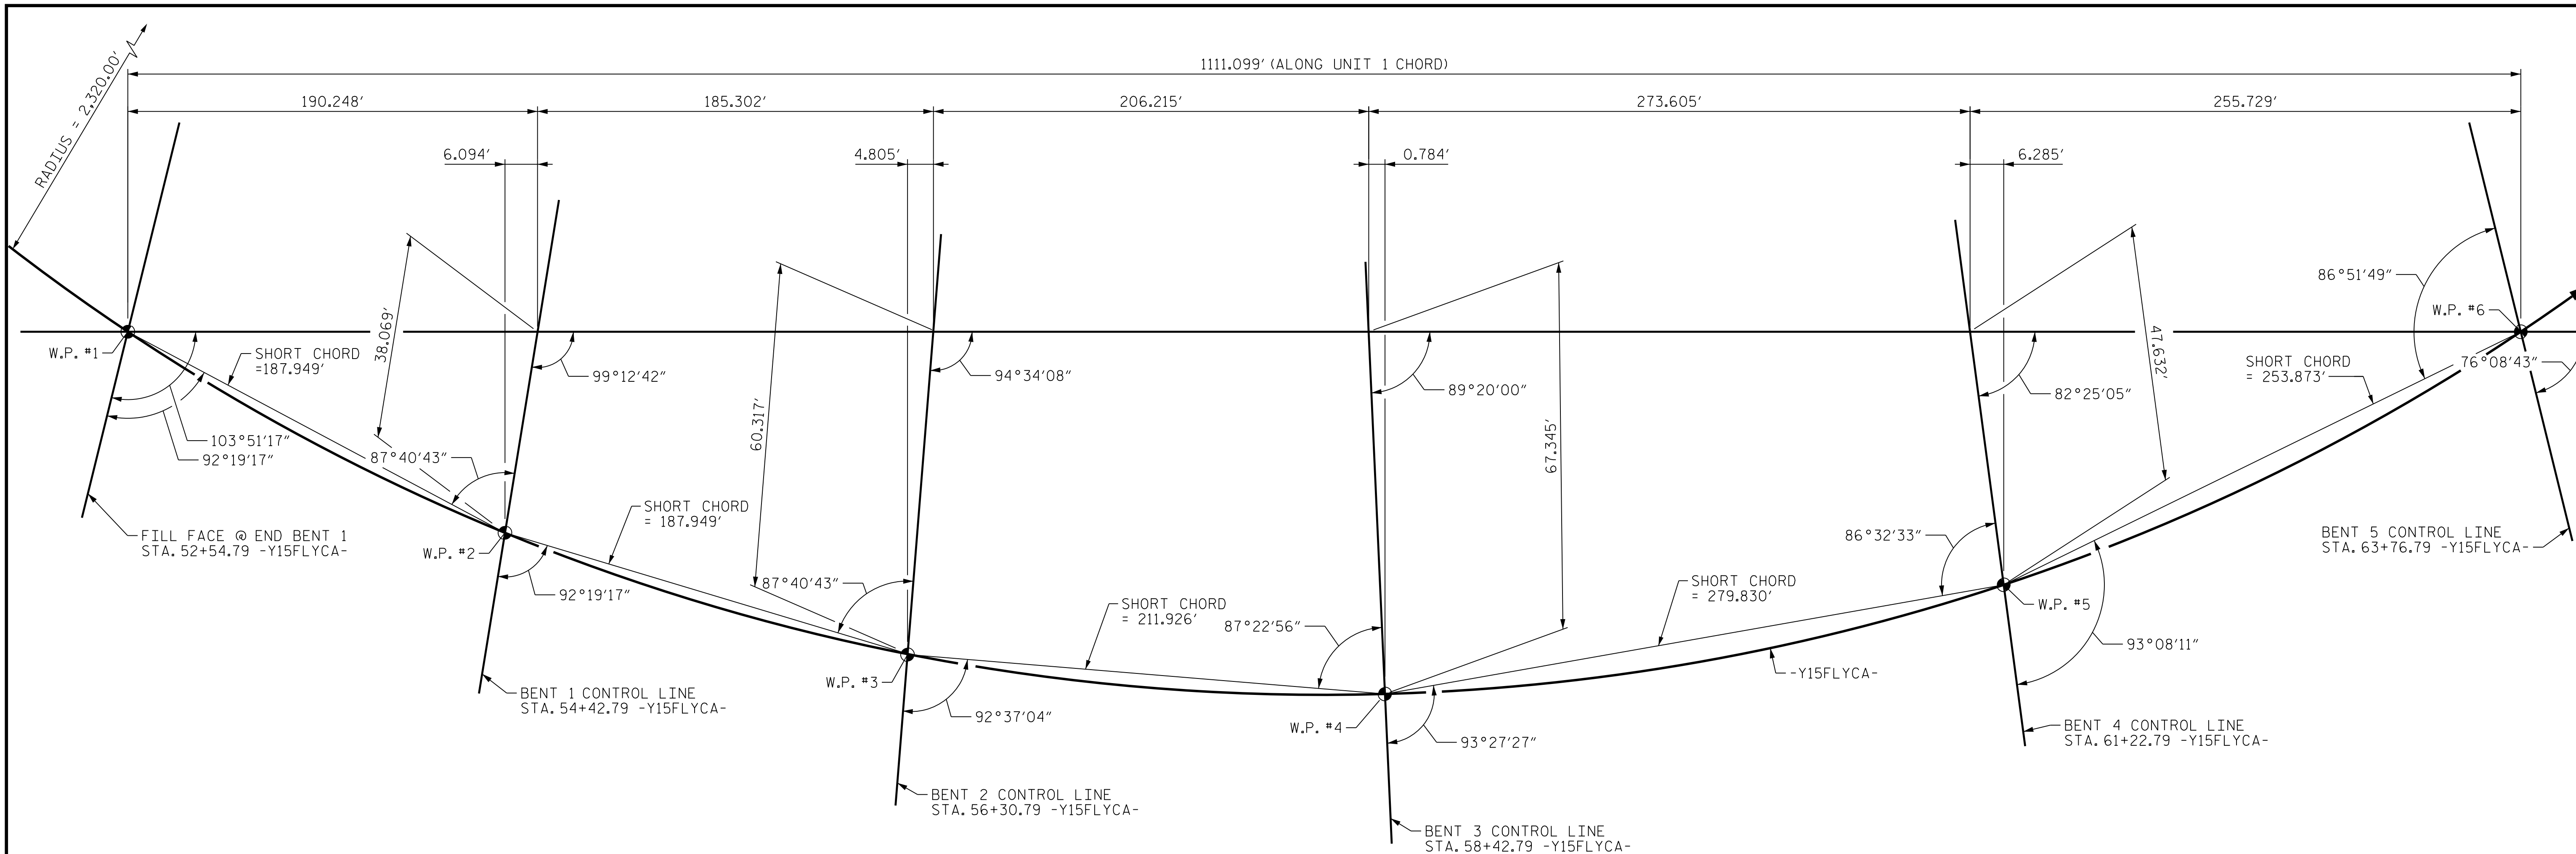 RADIUS = 2,320.00′
1111.099′ (ALONG UNIT 1 CHORD)
190.248′
185.302′
206.215′
273.605′
255.729′
6.094′
4.805′
0.784′
6.285′
86°51′49″
W.P. #6
W.P. #1
SHORT CHORD
=187.949′
38.069′
99°12′42″
94°34′08″
89°20′00″
82°25′05″
47.632′
SHORT CHORD
= 253.873′
76°08′43″
103°51′17″
92°19′17″
87°40′43″
60.317′
67.345′
FILL FACE @ END BENT 1
STA. 52+54.79 -Y15FLYCA-
W.P. #2
SHORT CHORD
= 187.949′
86°32′33″
BENT 5 CONTROL LINE
STA. 63+76.79 -Y15FLYCA-
92°19′17″
87°40′43″
SHORT CHORD
= 211.926′
87°22′56″
SHORT CHORD
= 279.830′
W.P. #5
93°08′11″
BENT 1 CONTROL LINE
STA. 54+42.79 -Y15FLYCA-
W.P. #3
92°37′04″
-Y15FLYCA-
W.P. #4
93°27′27″
BENT 4 CONTROL LINE
STA. 61+22.79 -Y15FLYCA-
BENT 2 CONTROL LINE
STA. 56+30.79 -Y15FLYCA-
BENT 3 CONTROL LINE
STA. 58+42.79 -Y15FLYCA-